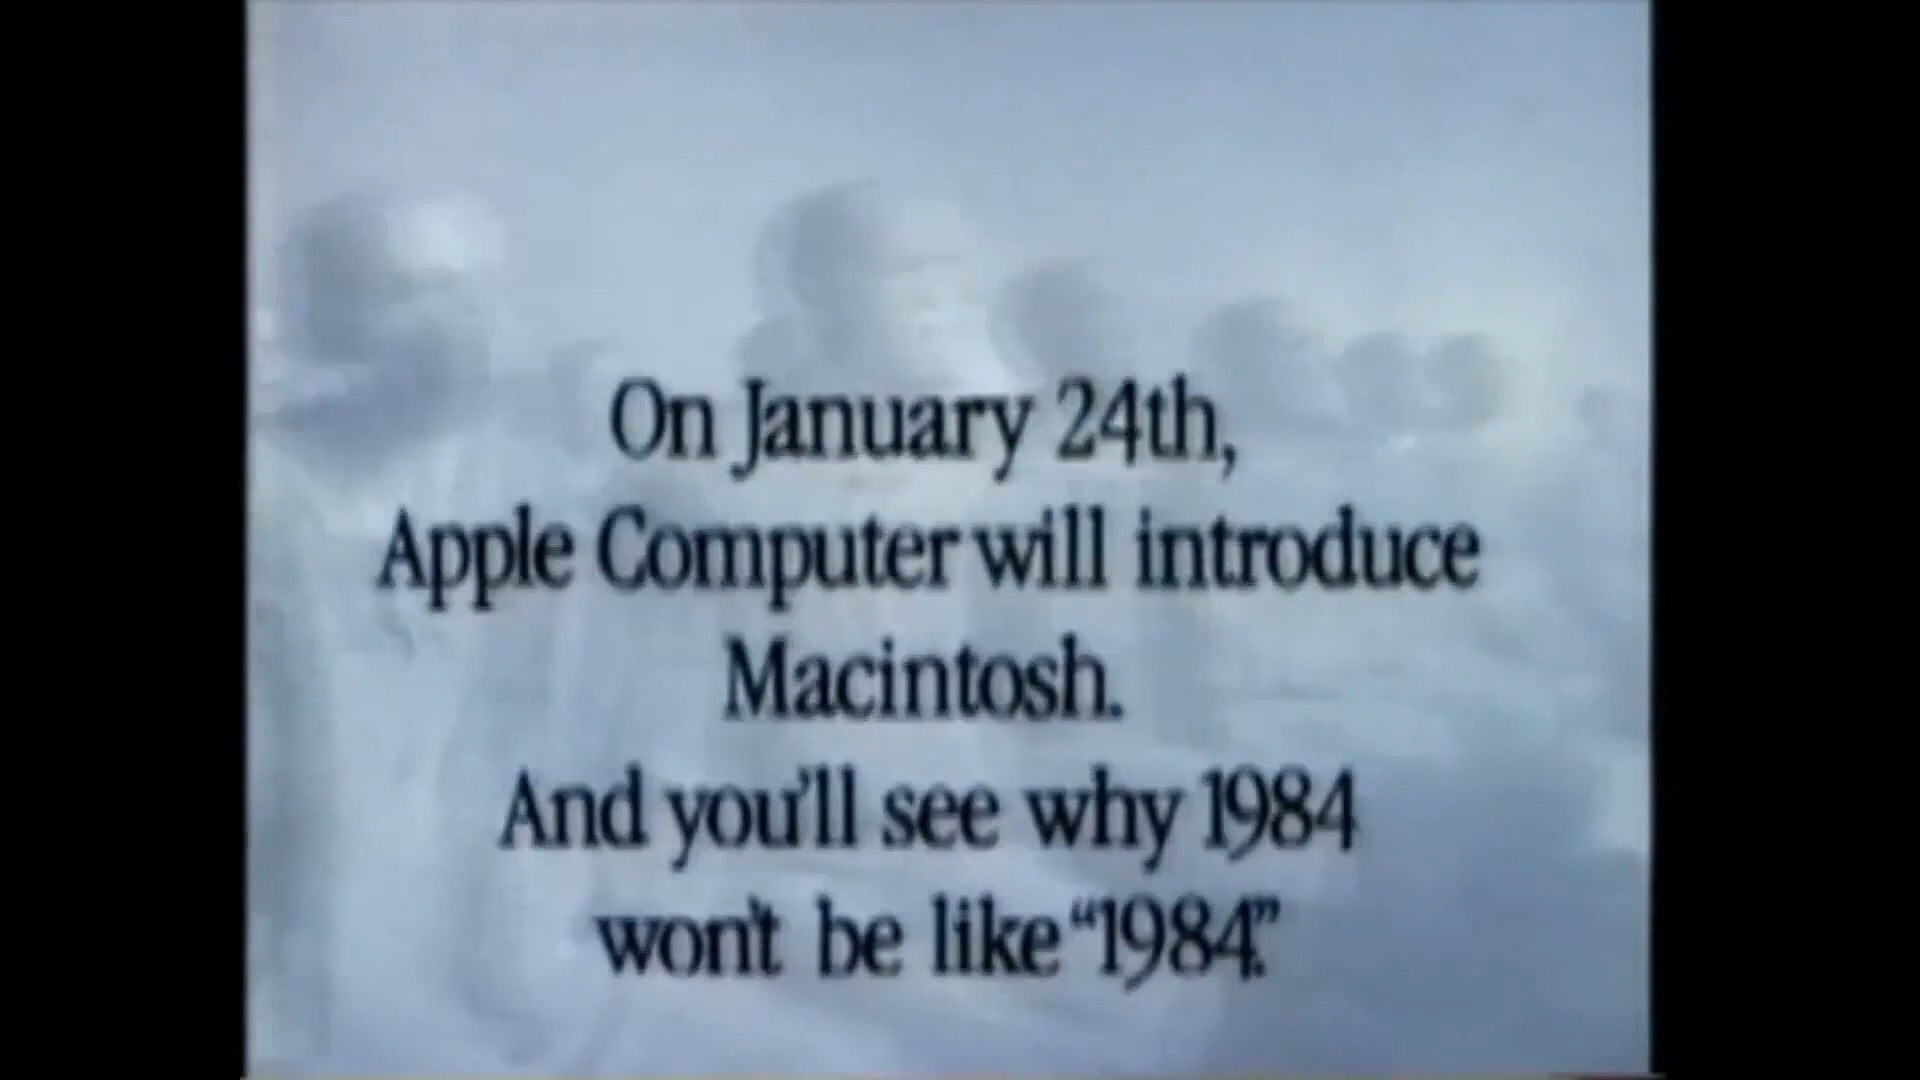 On January 24th,
Apple Computer will introduce
Macintosh.
And you'll see why 1984
won't be like “1984.”